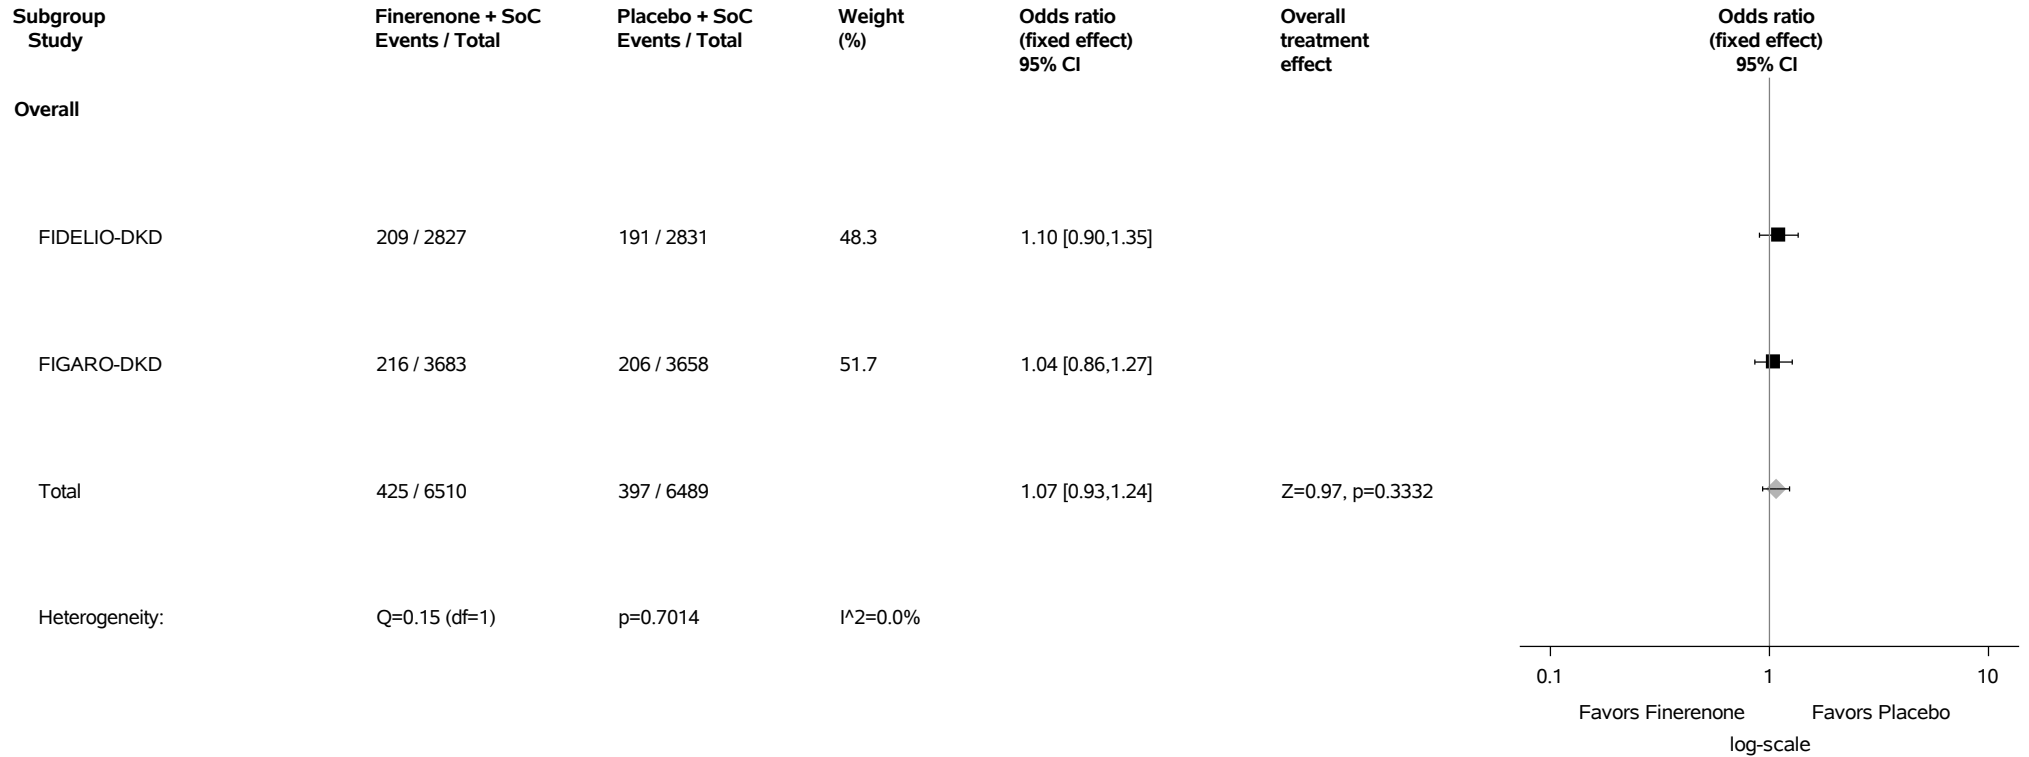 Subgroup Finerenone + SoC Placebo + SoC Weight Odds ratio Overall Odds ratio
Study Events / Total Events / Total (%) (fixed effect) treatment (fixed effect)
95% CI effect 95% CI
Overall
FIDELIO-DKD 209 / 2827 191 / 2831 48.3 1.10 [0.90,1.35]
FIGARO-DKD 216 / 3683 206 / 3658 51.7 1.04 [0.86,1.27]
Total 425 / 6510 397 / 6489 1.07 [0.93,1.24] Z=0.97, p=0.3332
Heterogeneity: Q=0.15 (df=1) p=0.7014 I^2=0.0%
0.1 1 10
Favors Finerenone Favors Placebo
log-scale